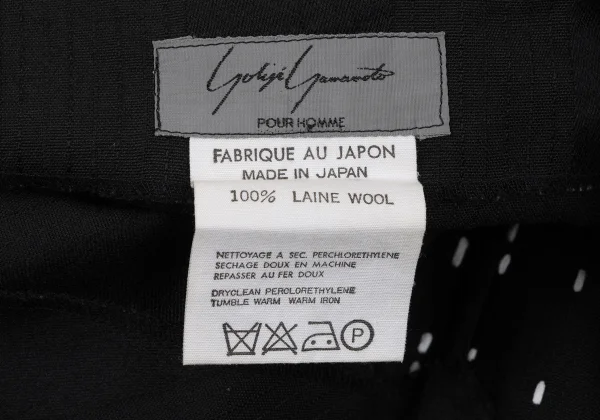 Yohji Yamamoto
POUR HOMME
FABRIQUE AU JAPON
MADE IN JAPAN
100% LAINE WOOL
NETTOYAGE A SEC. PERCHLORETHYLENE
SECHAGE DOUX EN MACHINE
REPASSER AU FER DOUX
DRYCLEAN PERCLORETHYLENE
TUMBLE WARM WARM IRON
P